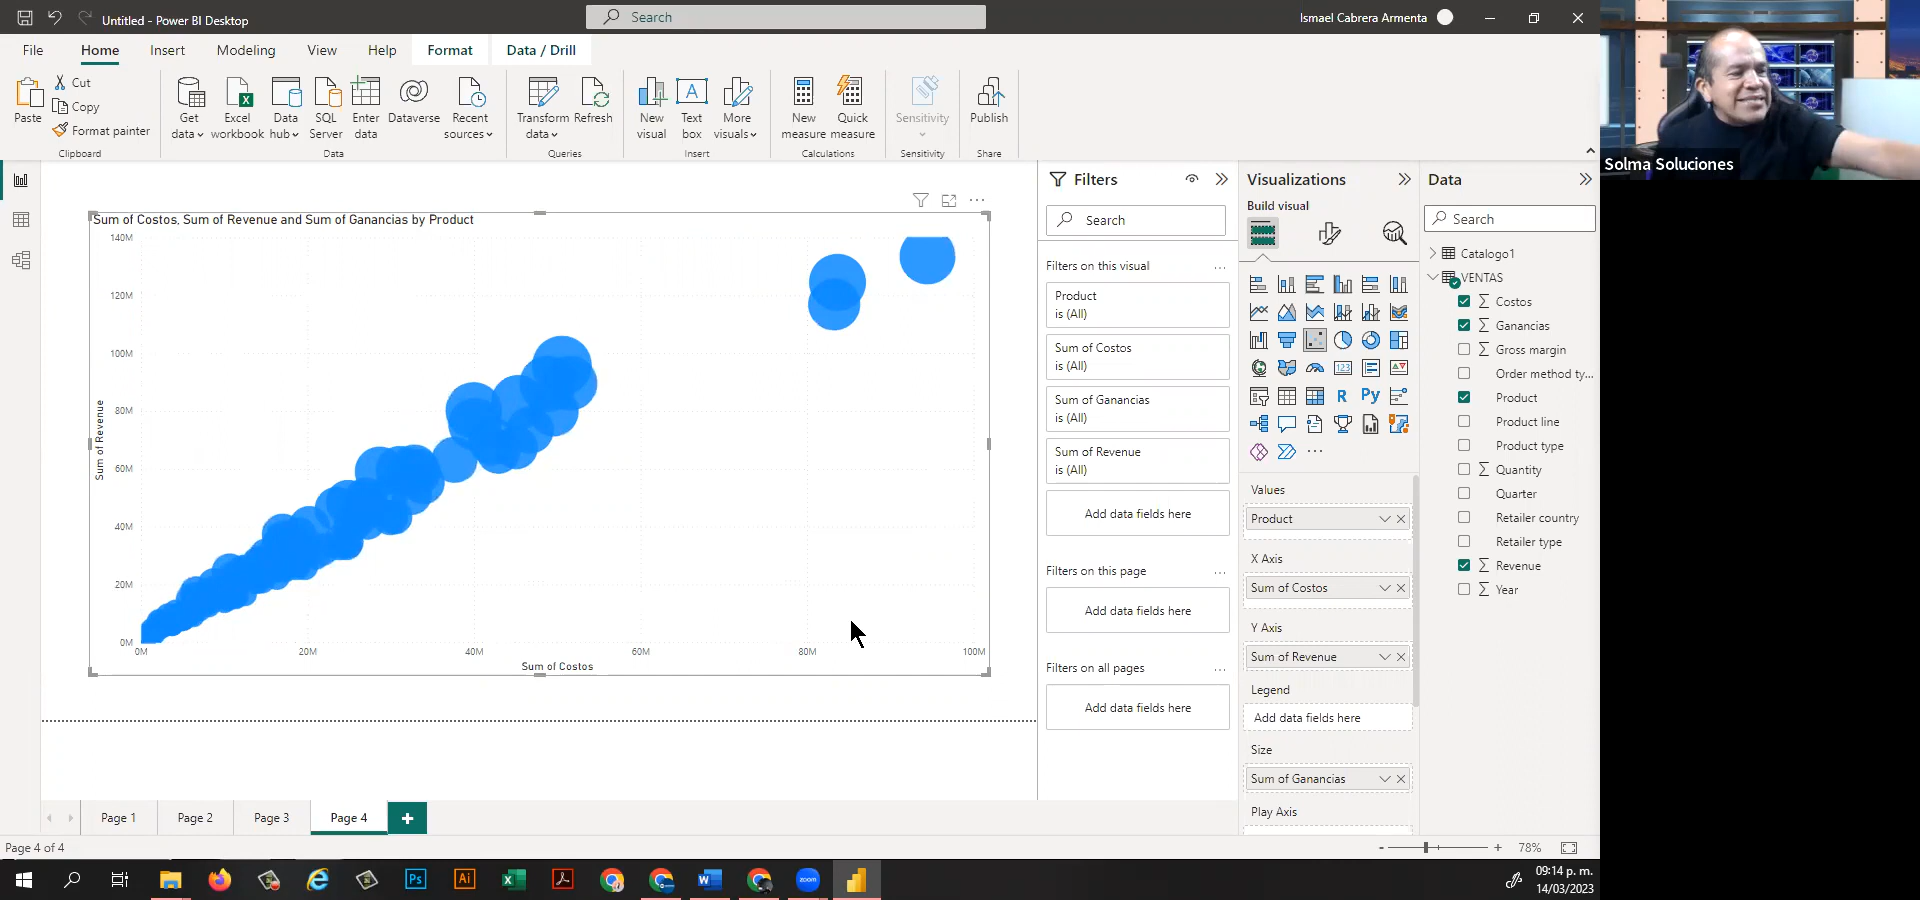 Untitled - Power BI Desktop
Search
Ismael Cabrera Armenta
File
Home
Insert
Modeling
View
Help
Format
Data / Drill
Paste
Cut
Copy
Format painter
Clipboard
Get data
Excel workbook
Data hub
SQL Server
Enter data
Dataverse
Recent sources
Data
Transform data
Refresh
Queries
New visual
Text box
More visuals
Insert
New measure
Quick measure
Calculations
Sensitivity
Sensitivity
Publish
Share
Solma Soluciones
Sum of Costos, Sum of Revenue and Sum of Ganancias by Product
140M
120M
100M
80M
60M
40M
20M
0M
Sum of Revenue
0M
20M
40M
60M
80M
100M
Sum of Costos
Filters
Search
Filters on this visual
Product
is (All)
Sum of Costos
is (All)
Sum of Ganancias
is (All)
Sum of Revenue
is (All)
Add data fields here
Filters on this page
Add data fields here
Filters on all pages
Add data fields here
Visualizations
Build visual
123
R
Py
Values
Product
X Axis
Sum of Costos
Y Axis
Sum of Revenue
Legend
Add data fields here
Size
Sum of Ganancias
Play Axis
Data
Search
Catalogo1
VENTAS
Costos
Ganancias
Gross margin
Order method ty...
Product
Product line
Product type
Quantity
Quarter
Retailer country
Retailer type
Revenue
Year
Page 1
Page 2
Page 3
Page 4
Page 4 of 4
78%
Ps
Ai
zoom
09:14 p. m.
14/03/2023